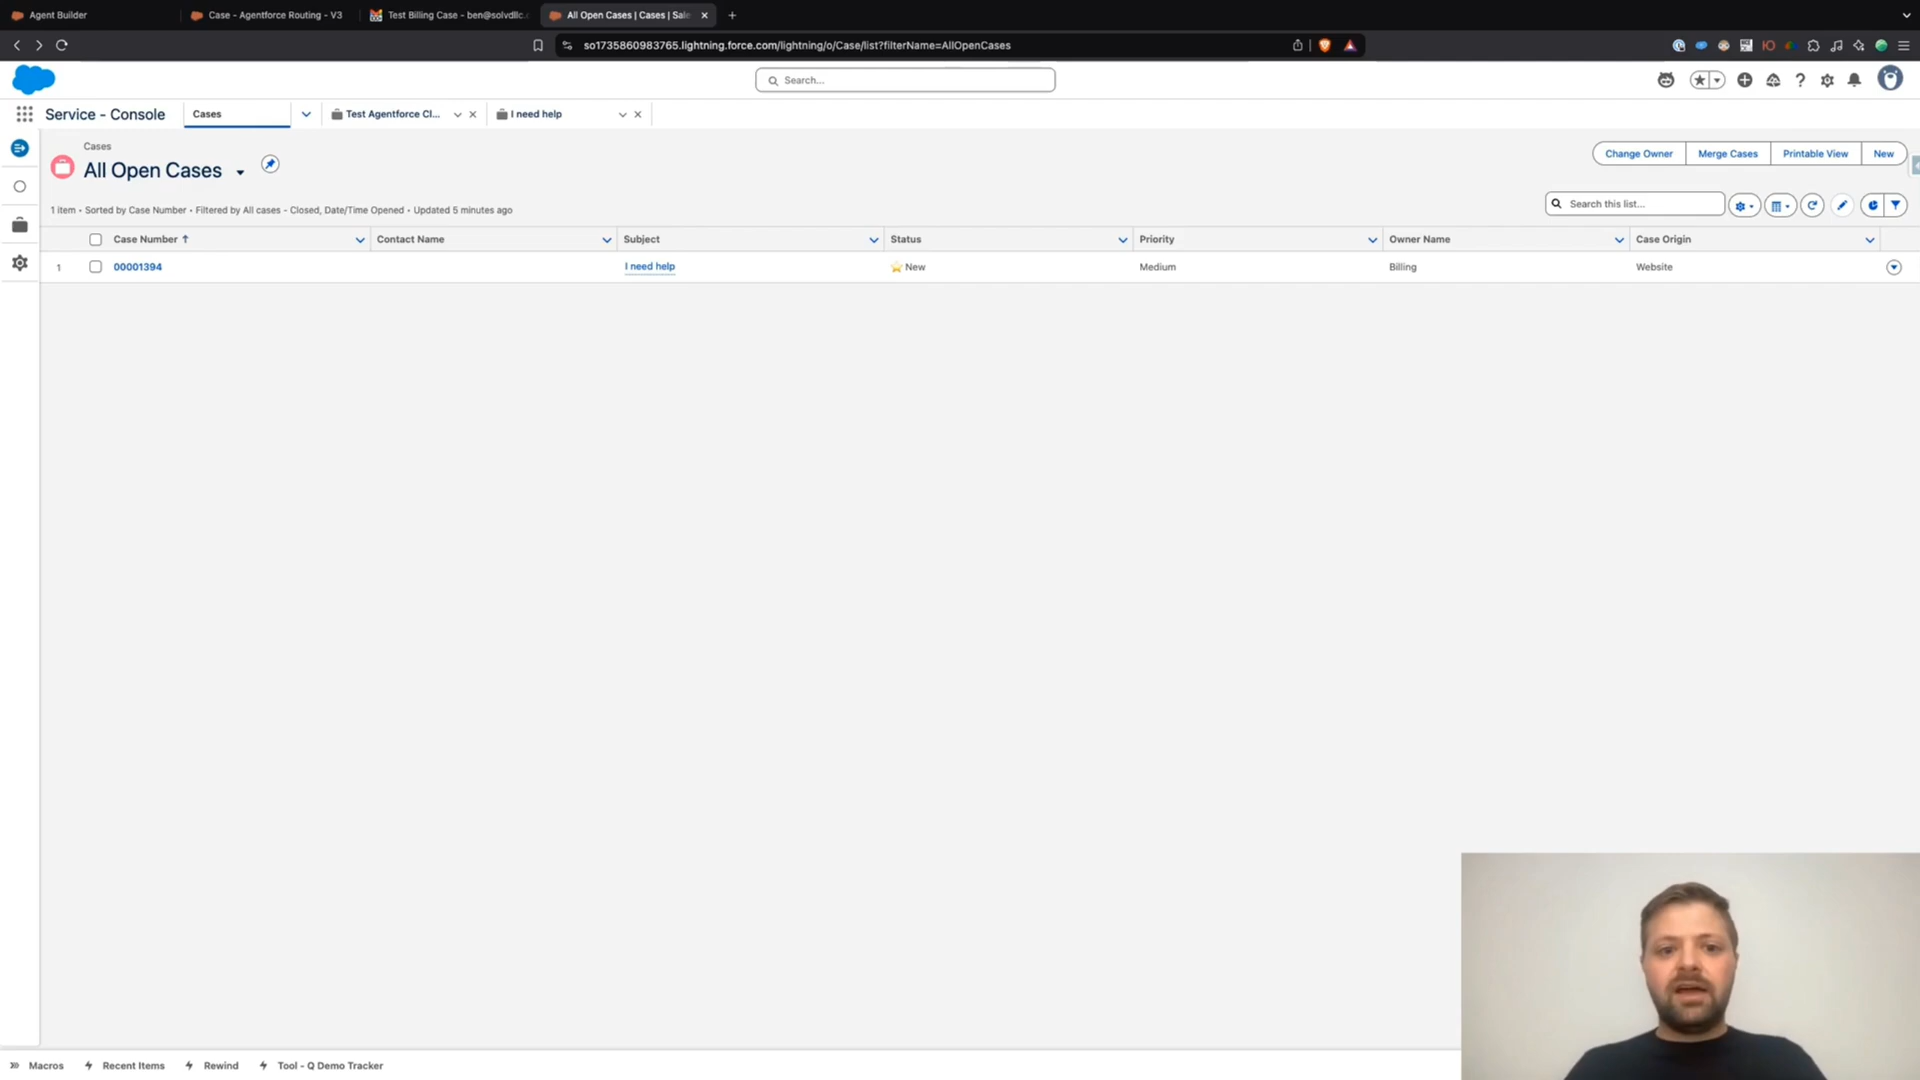 Agent Builder
Case - Agentforce Routing - V3
Test Billing Case - ben@solvdllc.
All Open Cases | Cases | Sale
so1735860983765.lightning.force.com/lightning/o/Case/list?filterName=AllOpenCases
Search...
Service - Console
Cases
Test Agentforce Cl...
I need help
Cases
All Open Cases
Change Owner
Merge Cases
Printable View
New
1 item • Sorted by Case Number • Filtered by All cases - Closed, Date/Time Opened • Updated 5 minutes ago
Search this list...
Case Number
Contact Name
Subject
Status
Priority
Owner Name
Case Origin
1
00001394
I need help
New
Medium
Billing
Website
Macros
Recent Items
Rewind
Tool - Q Demo Tracker